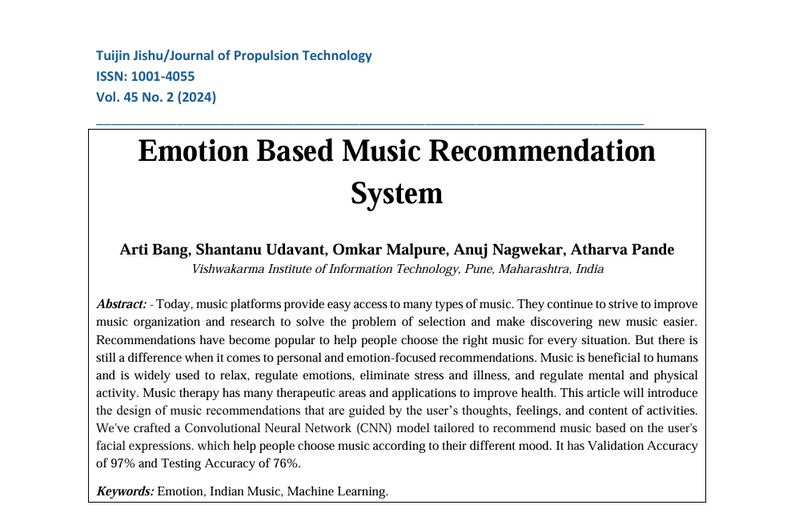 Tuijin Jishu/Journal of Propulsion Technology
ISSN: 1001-4055
Vol. 45 No. 2 (2024)
Emotion Based Music Recommendation
System
Arti Bang, Shantanu Udavant, Omkar Malpure, Anuj Nagwekar, Atharva Pande
Vishwakarma Institute of Information Technology, Pune, Maharashtra, India
Abstract: - Today, music platforms provide easy access to many types of music. They continue to strive to improve
music organization and research to solve the problem of selection and make discovering new music easier.
Recommendations have become popular to help people choose the right music for every situation. But there is
still a difference when it comes to personal and emotion-focused recommendations. Music is beneficial to humans
and is widely used to relax, regulate emotions, eliminate stress and illness, and regulate mental and physical
activity. Music therapy has many therapeutic areas and applications to improve health. This article will introduce
the design of music recommendations that are guided by the user's thoughts, feelings, and content of activities.
We've crafted a Convolutional Neural Network (CNN) model tailored to recommend music based on the user's
facial expressions. which help people choose music according to their different mood. It has Validation Accuracy
of 97% and Testing Accuracy of 76%.
Keywords: Emotion, Indian Music, Machine Learning.